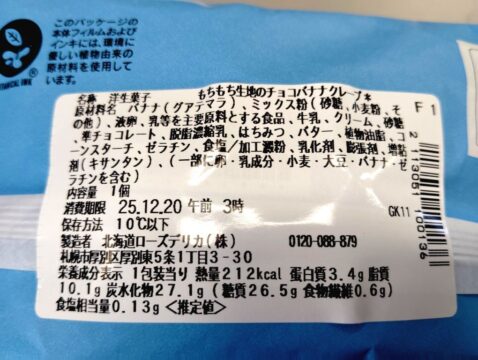 このパッケージの
本体フィルムおよび
インキには、環境に
優しい植物由来の
原材料を使用して
います。
BOTANICAL INK®
名称 洋生菓子 もちもち生地のチョコバナナクレープ*
原材料名 バナナ(グアテマラ)、ミックス粉(砂糖、小麦粉、そ
の他)、液卵、乳等を主要原料とする食品、牛乳、クリーム、砂糖
、準チョコレート、脱脂濃縮乳、はちみつ、バター、植物油脂、コ
ーンスターチ、ゼラチン、食塩/加工澱粉、乳化剤、膨張剤、増粘
剤(キサンタン)、(一部に卵・乳成分・小麦・大豆・バナナ・ゼ
ラチンを含む)
内容量 1個
消費期限 25.12.20 午前 3時
保存方法 10℃以下 GK11
製造者 北海道ローズデリカ(株) 0120-088-879
札幌市厚別区厚別東5条1丁目3-30
栄養成分表示 1包装当り 熱量212kcal 蛋白質3.4g 脂質
10.1g 炭水化物27.1g (糖質26.5g 食物繊維0.6g)
食塩相当量0.13g <推定値>
F1
2 113051 100136